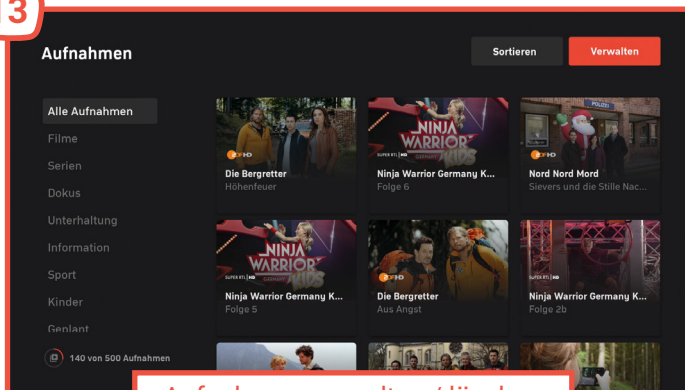 13
Aufnahmen
Sortieren
Verwalten
Alle Aufnahmen
Filme
Serien
Dokus
Unterhaltung
Information
Sport
Kinder
Geplant
140 von 500 Aufnahmen
POLIZEI
NINJA
WARRIOR
GERMANY KIDS
ZDF HD
SUPER RTL HD
ZDF HD
Die Bergretter
Höhenfeuer
Ninja Warrior Germany K...
Folge 6
Nord Nord Mord
Sievers und die Stille Nac...
NINJA
WARRIOR
GERMANY KIDS
SUPER RTL HD
ZDF HD
SUPER RTL HD
Ninja Warrior Germany K...
Folge 5
Die Bergretter
Aus Angst
Ninja Warrior Germany K...
Folge 2b